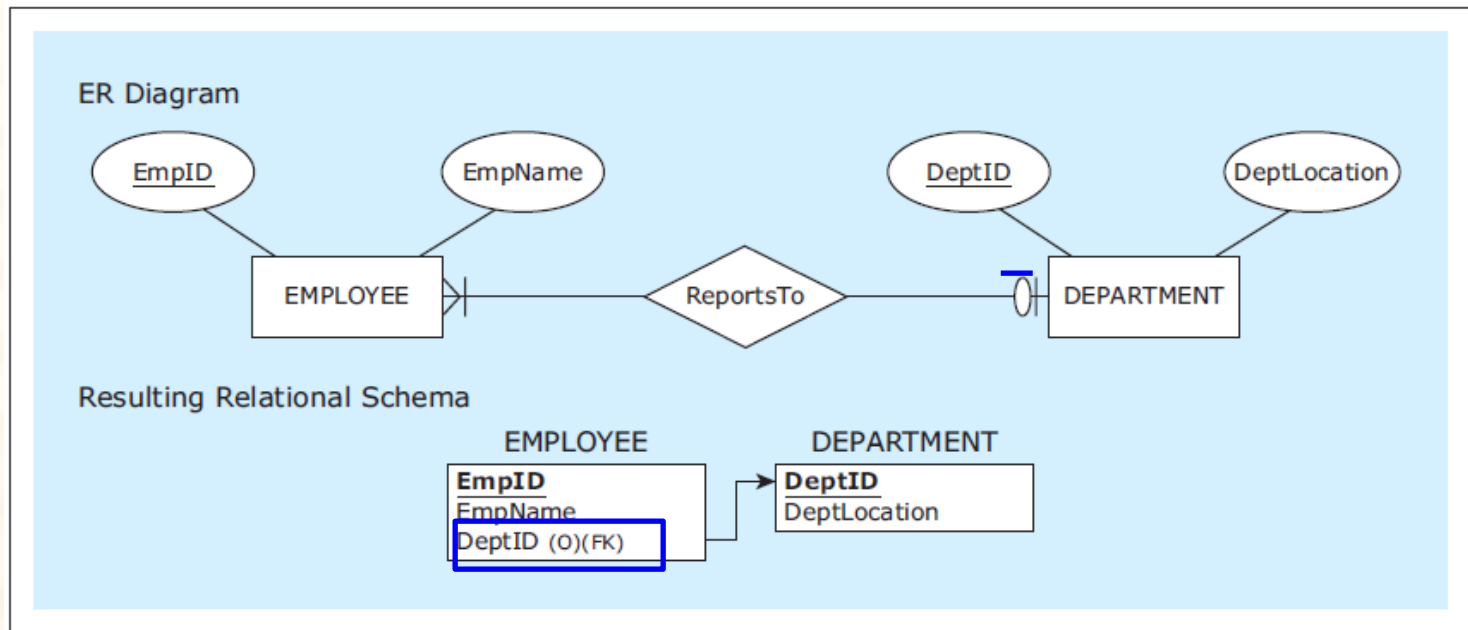 ER Diagram
EmpID
EmpName
DeptID
DeptLocation
EMPLOYEE
ReportsTo
DEPARTMENT
Resulting Relational Schema
EMPLOYEE
DEPARTMENT
EmpID
EmpName
DeptID (O)(FK)
DeptID
DeptLocation